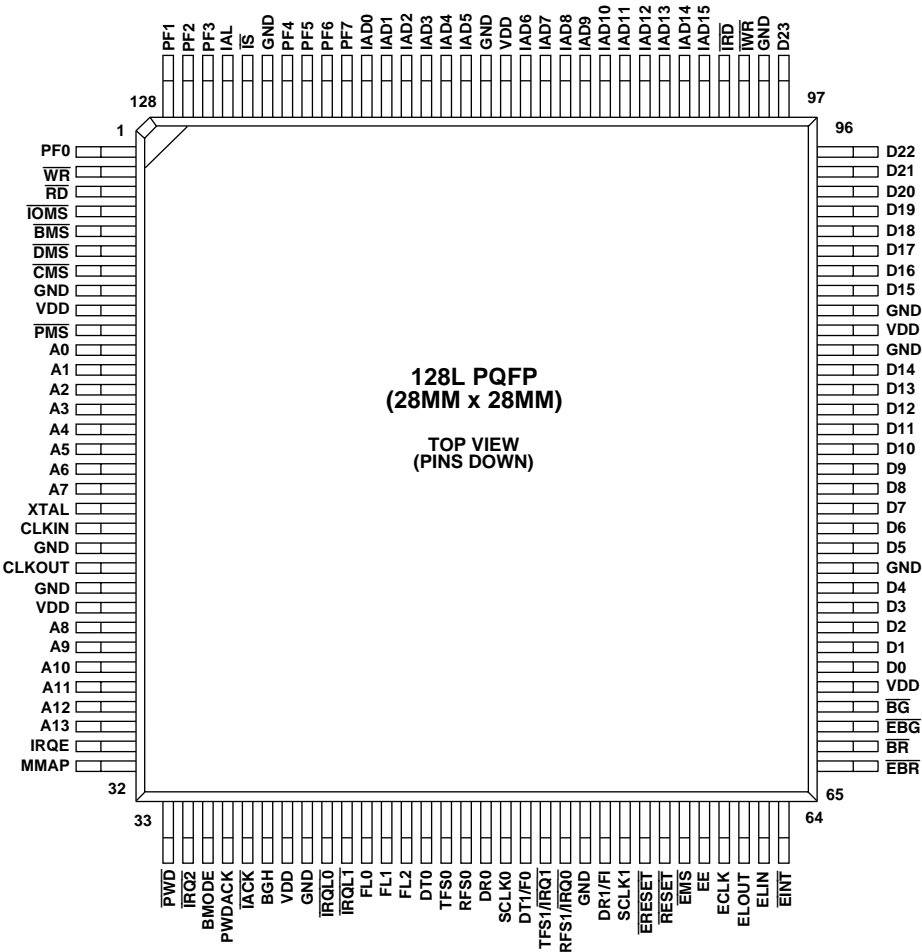 PF1
PF2
PF3
IAL
IS
GND
PF4
PF5
PF6
PF7
IAD0
IAD1
IAD2
IAD3
IAD4
IAD5
GND
VDD
IAD6
IAD7
IAD8
IAD9
IAD10
IAD11
IAD12
IAD13
IAD14
IAD15
IRD
IWR
GND
D23
128
97
1
96
PF0
WR
RD
IOMS
BMS
DMS
CMS
GND
VDD
PMS
A0
A1
A2
A3
A4
A5
A6
A7
XTAL
CLKIN
GND
CLKOUT
GND
VDD
A8
A9
A10
A11
A12
A13
IRQE
MMAP
128L PQFP
(28MM x 28MM)
TOP VIEW
(PINS DOWN)
D22
D21
D20
D19
D18
D17
D16
D15
GND
VDD
GND
D14
D13
D12
D11
D10
D9
D8
D7
D6
D5
GND
D4
D3
D2
D1
D0
VDD
BG
EBG
BR
EBR
32
65
33
64
PWD
IRQ2
BMODE
PWDACK
IACK
BGH
VDD
GND
IRQL0
IRQL1
FL0
FL1
FL2
DT0
TFS0
RFS0
DR0
SCLK0
DT1/F0
TFS1/IRQ1
RFS1/IRQ0
GND
DR1/FI
SCLK1
ERESET
RESET
EMS
EE
ECLK
ELOUT
ELIN
EINT